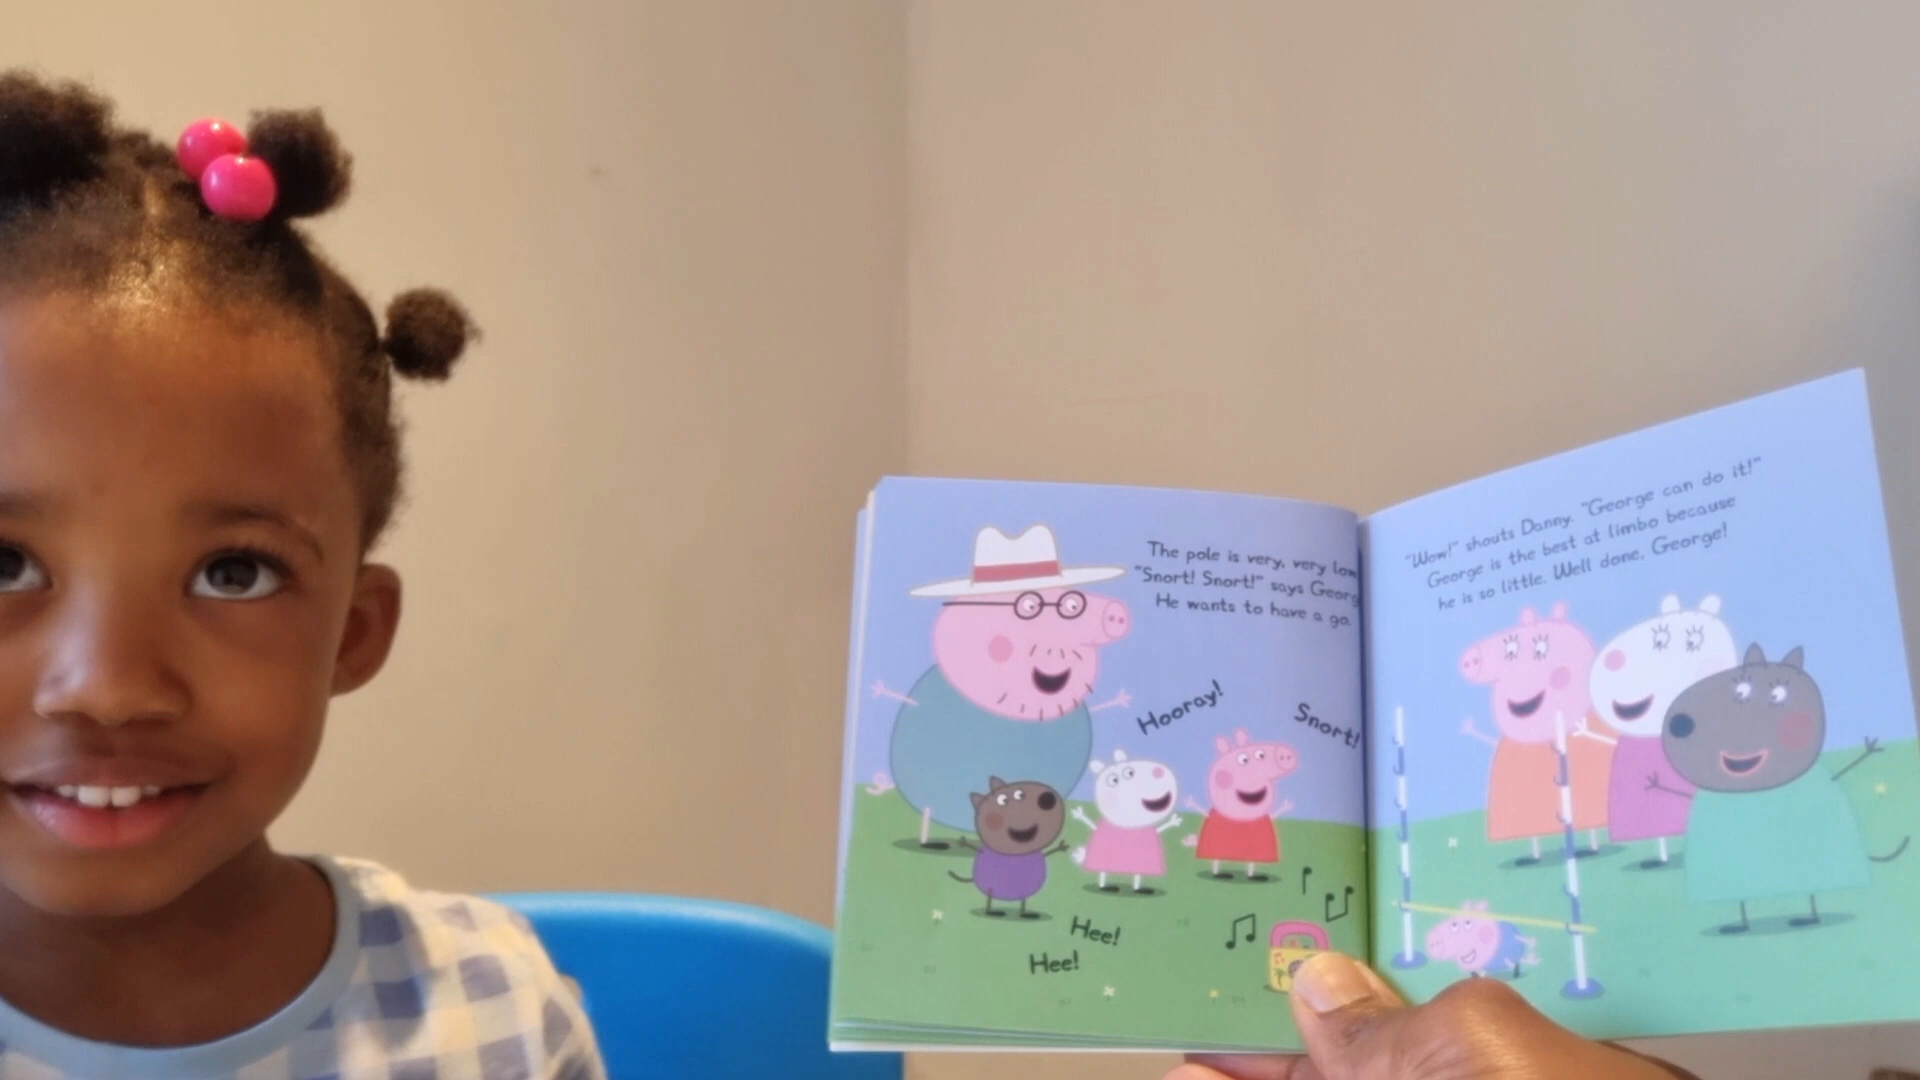 The pole is very, very low
"Snort! Snort!" says George
He wants to have a go.
Hooray!
Snort!
Hee!
Hee!
"Wow!" shouts Danny. "George can do it!"
George is the best at limbo because
he is so little. Well done, George!